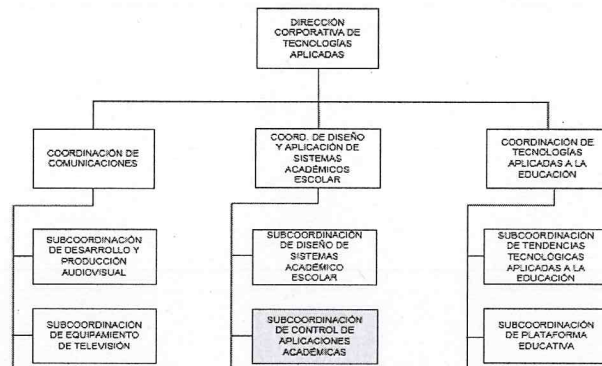 DIRECCIÓN
CORPORATIVA DE
TECNOLOGÍAS
APLICADAS
COORDINACIÓN DE
COMUNICACIONES
COORD. DE DISEÑO
Y APLICACIÓN DE
SISTEMAS
ACADÉMICOS
ESCOLAR
COORDINACIÓN DE
TECNOLOGÍAS
APLICADAS A LA
EDUCACIÓN
SUBCOORDINACIÓN
DE DESARROLLO Y
PRODUCCIÓN
AUDIOVISUAL
SUBCOORDINACIÓN
DE DISEÑO DE
SISTEMAS
ACADÉMICO
ESCOLAR
SUBCOORDINACIÓN
DE TENDENCIAS
TECNOLÓGICAS
APLICADAS A LA
EDUCACIÓN
SUBCOORDINACIÓN
DE EQUIPAMIENTO
DE TELEVISIÓN
SUBCOORDINACIÓN
DE CONTROL DE
APLICACIONES
ACADÉMICAS
SUBCOORDINACIÓN
DE PLATAFORMA
EDUCATIVA